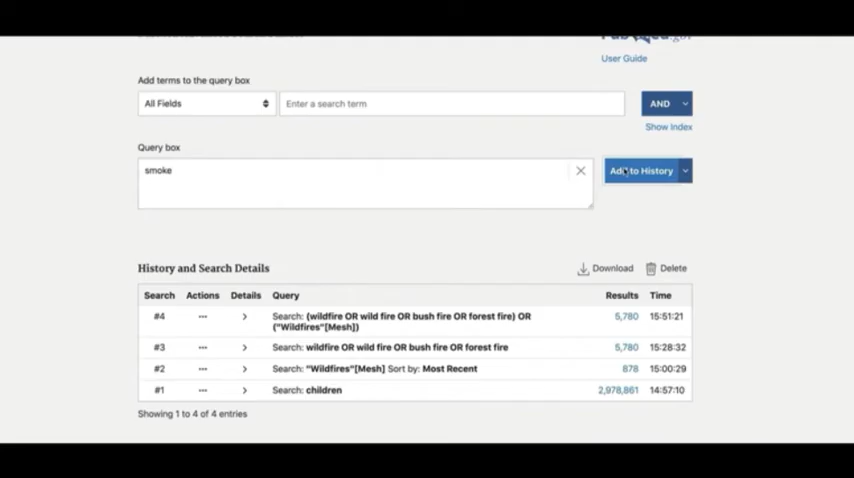 User Guide
Add terms to the query box
All Fields Enter a search term AND
Show Index
Query box
smoke Add to History
History and Search Details Download Delete
Search Actions Details Query Results Time
#4 ... > Search: (wildfire OR wild fire OR bush fire OR forest fire) OR 5,780 15:51:21
("Wildfires"[Mesh])
#3 ... > Search: wildfire OR wild fire OR bush fire OR forest fire 5,780 15:28:32
#2 ... > Search: "Wildfires"[Mesh] Sort by: Most Recent 878 15:00:29
#1 ... > Search: children 2,978,861 14:57:10
Showing 1 to 4 of 4 entries